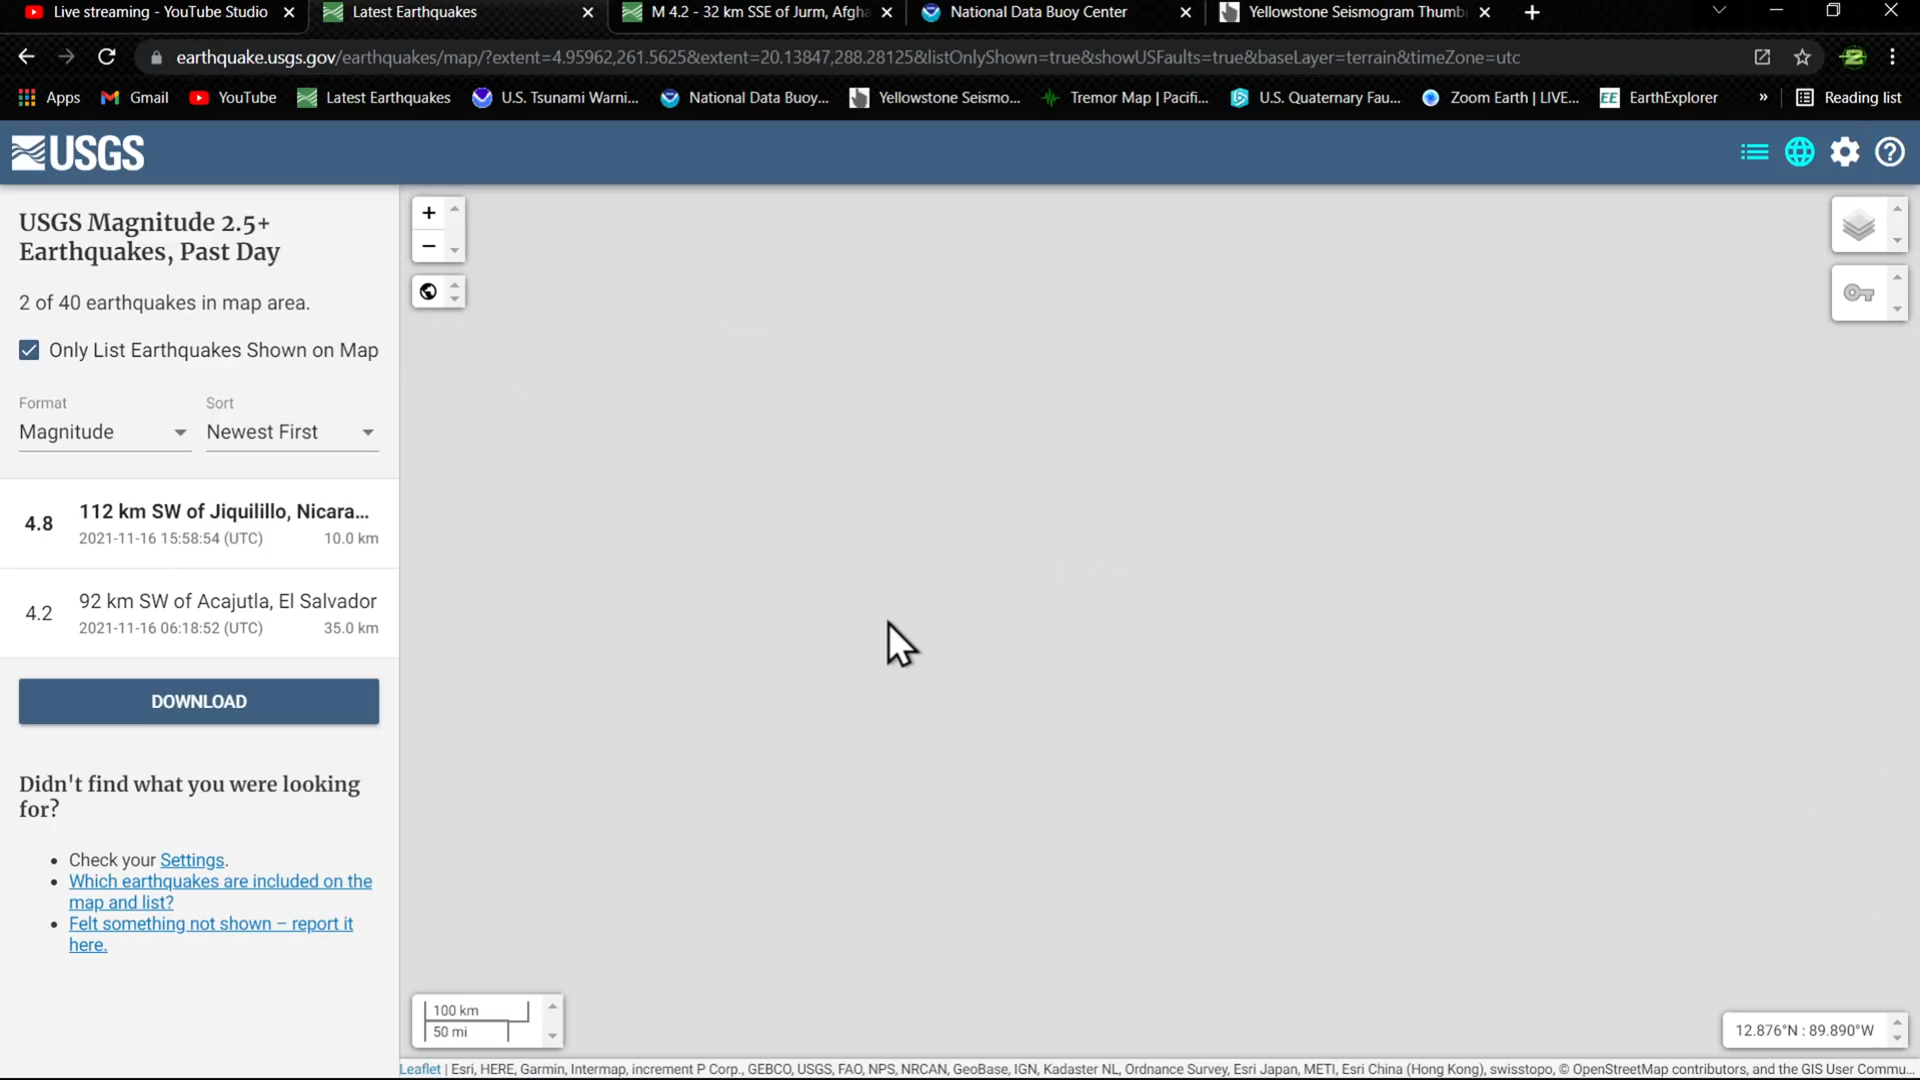 Live streaming - YouTube Studio
Latest Earthquakes
M 4.2 - 32 km SSE of Jurm, Afgha
National Data Buoy Center
Yellowstone Seismogram Thumb
earthquake.usgs.gov/earthquakes/map/?extent=4.95962,261.5625&extent=20.13847,288.28125&listOnlyShown=true&showUSFaults=true&baseLayer=terrain&timeZone=utc
Apps
Gmail
YouTube
Latest Earthquakes
U.S. Tsunami Warni...
National Data Buoy...
Yellowstone Seismo...
Tremor Map | Pacifi...
U.S. Quaternary Fau...
Zoom Earth | LIVE...
EE EarthExplorer
»
Reading list
USGS
USGS Magnitude 2.5+
Earthquakes, Past Day
2 of 40 earthquakes in map area.
Only List Earthquakes Shown on Map
Format
Sort
Magnitude
Newest First
4.8
112 km SW of Jiquilillo, Nicara...
2021-11-16 15:58:54 (UTC)
10.0 km
4.2
92 km SW of Acajutla, El Salvador
2021-11-16 06:18:52 (UTC)
35.0 km
DOWNLOAD
Didn't find what you were looking
for?
• Check your Settings.
• Which earthquakes are included on the
map and list?
• Felt something not shown – report it
here.
+
−
100 km
50 mi
12.876°N : 89.890°W
Leaflet | Esri, HERE, Garmin, Intermap, increment P Corp., GEBCO, USGS, FAO, NPS, NRCAN, GeoBase, IGN, Kadaster NL, Ordnance Survey, Esri Japan, METI, Esri China (Hong Kong), swisstopo, © OpenStreetMap contributors, and the GIS User Commu...